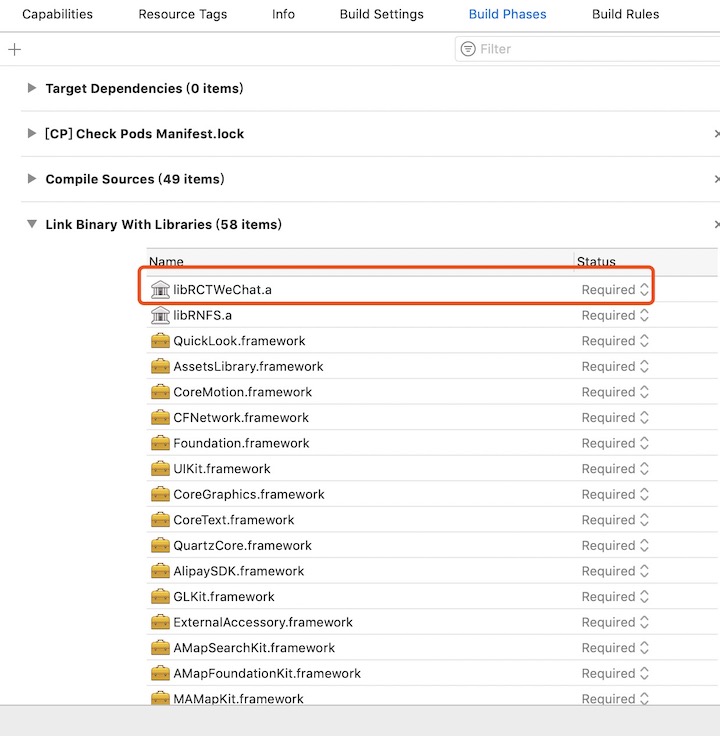 Capabilities Resource Tags Info Build Settings Build Phases Build Rules
Filter
Target Dependencies (0 items)
[CP] Check Pods Manifest.lock
Compile Sources (49 items)
Link Binary With Libraries (58 items)
Name Status
libRCTWeChat.a Required
libRNFS.a Required
QuickLook.framework Required
AssetsLibrary.framework Required
CoreMotion.framework Required
CFNetwork.framework Required
Foundation.framework Required
UIKit.framework Required
CoreGraphics.framework Required
CoreText.framework Required
QuartzCore.framework Required
AlipaySDK.framework Required
GLKit.framework Required
ExternalAccessory.framework Required
AMapSearchKit.framework Required
AMapFoundationKit.framework Required
MAMapKit.framework Required